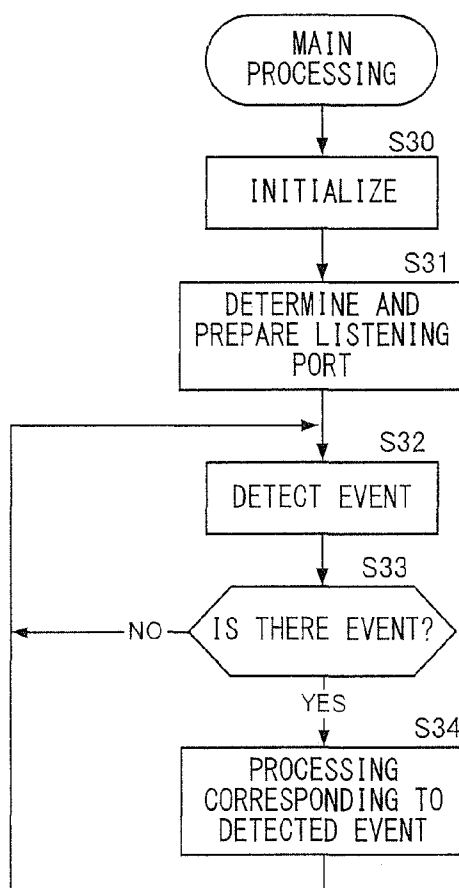 MAIN
PROCESSING
S30
INITIALIZE
S31
DETERMINE AND
PREPARE LISTENING
PORT
S32
DETECT EVENT
S33
IS THERE EVENT?
NO
YES
S34
PROCESSING
CORRESPONDING TO
DETECTED EVENT